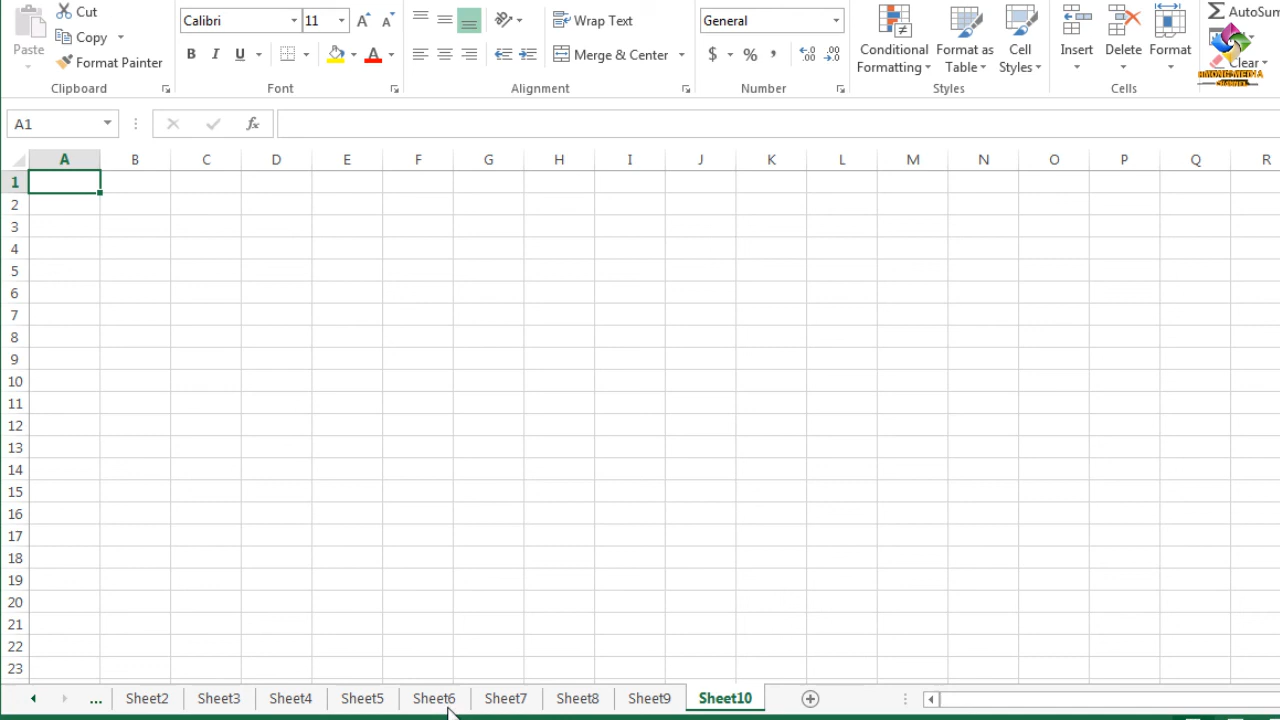 Cut
AutoSum
Calibri 11
Wrap Text
General
Paste
Copy
B I U
Merge & Center
$ % ,
Conditional Formatting
Format as Table
Cell Styles
Insert
Delete
Format
Format Painter
Clear
HMONGMEDIA
CHANNEL
Clipboard
Font
Alignment
Number
Styles
Cells
A1
fx
A B C D E F G H I J K L M N O P Q R
1
2
3
4
5
6
7
8
9
10
11
12
13
14
15
16
17
18
19
20
21
22
23
... Sheet2 Sheet3 Sheet4 Sheet5 Sheet6 Sheet7 Sheet8 Sheet9 Sheet10